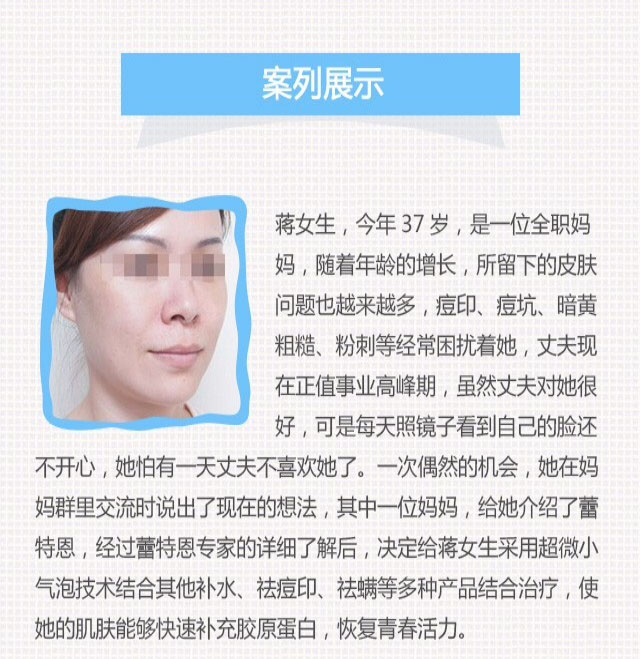 案列展示
蒋女生，今年 37 岁，是一位全职妈
妈，随着年龄的增长，所留下的皮肤
问题也越来越多，痘印、痘坑、暗黄
粗糙、粉刺等经常困扰着她，丈夫现
在正值事业高峰期，虽然丈夫对她很
好，可是每天照镜子看到自己的脸还
不开心，她怕有一天丈夫不喜欢她了。一次偶然的机会，她在妈
妈群里交流时说出了现在的想法，其中一位妈妈，给她介绍了蕾
特恩，经过蕾特恩专家的详细了解后，决定给蒋女生采用超微小
气泡技术结合其他补水、祛痘印、祛螨等多种产品结合治疗，使
她的肌肤能够快速补充胶原蛋白，恢复青春活力。